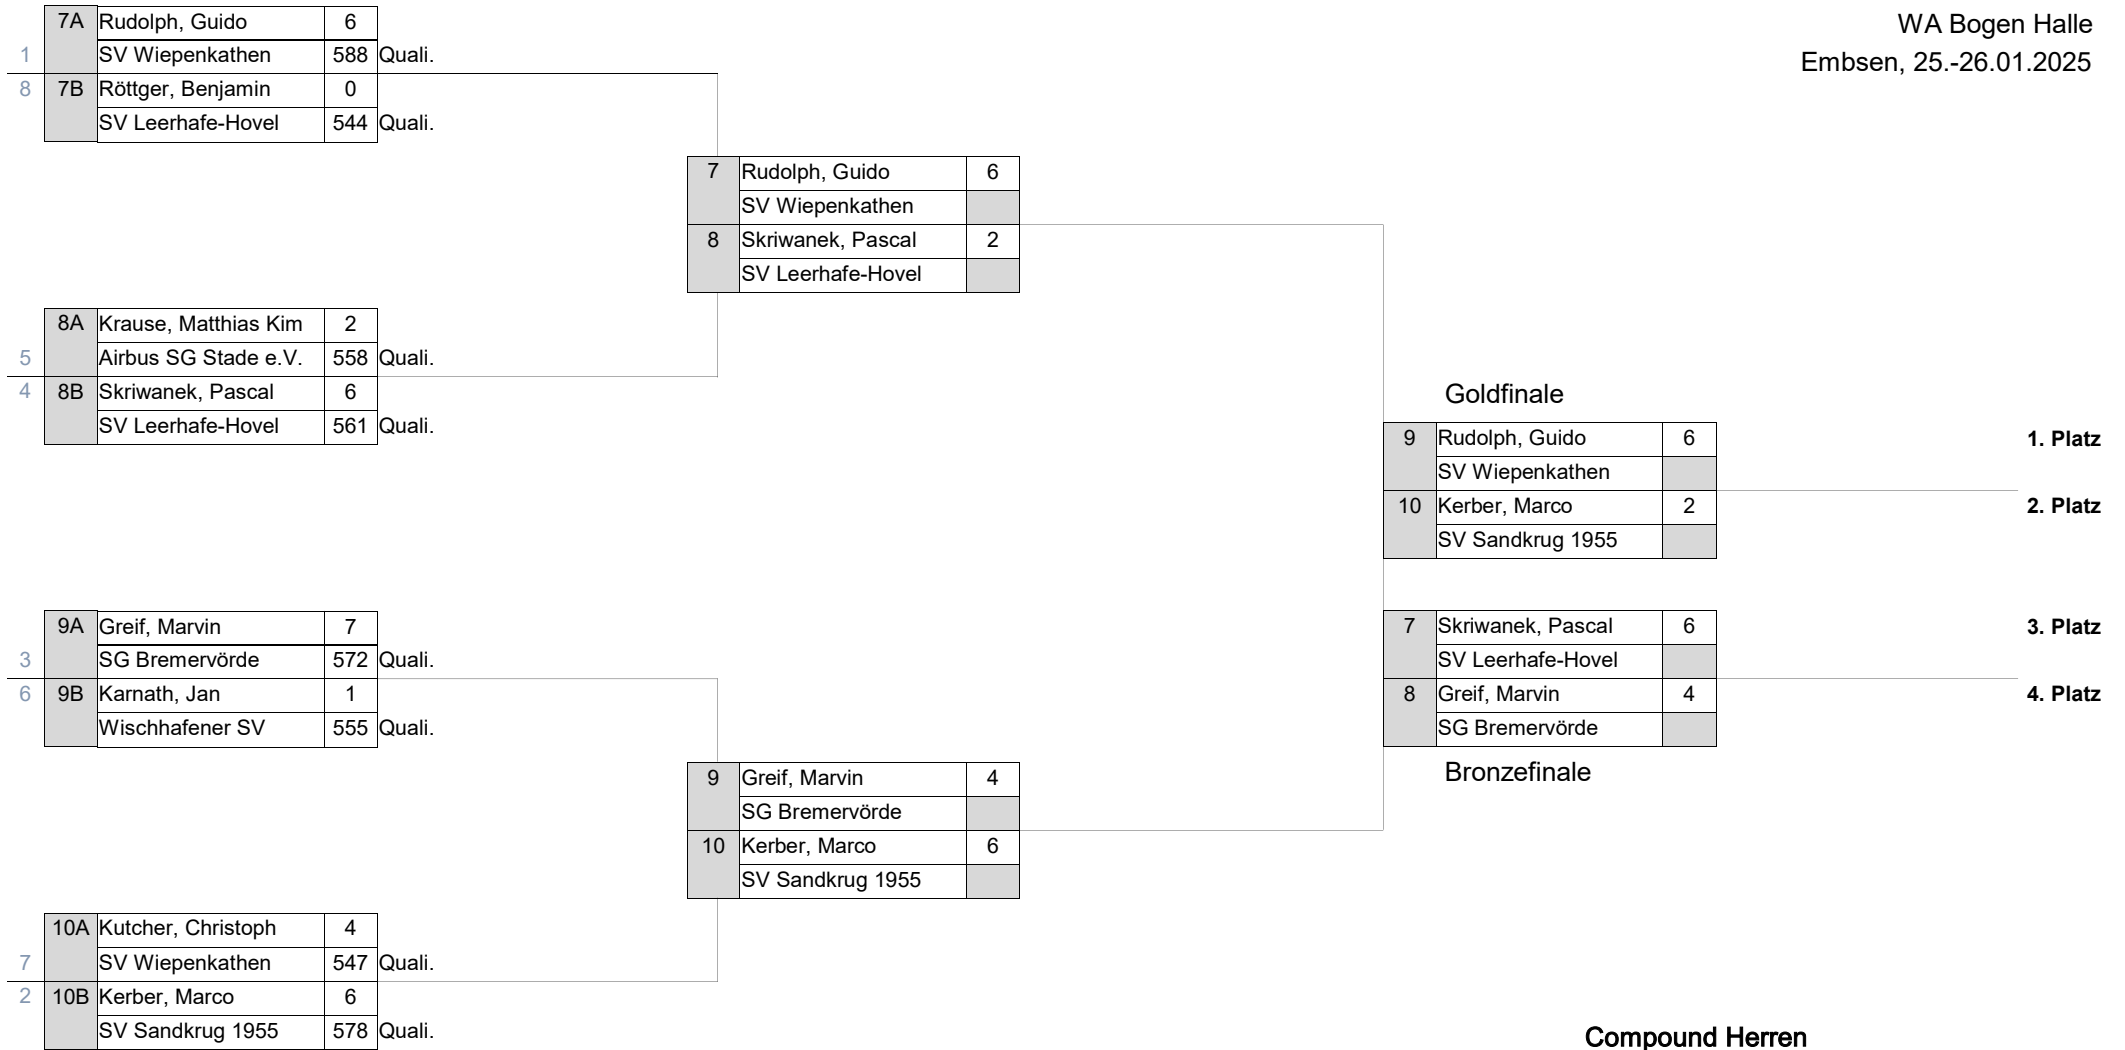 WA Bogen Halle
Embsen, 25.-26.01.2025
7A Rudolph, Guido 6
1 SV Wiepenkathen 588 Quali.
8 7B Röttger, Benjamin 0
SV Leerhafe-Hovel 544 Quali.
7 Rudolph, Guido 6
SV Wiepenkathen
8 Skriwanek, Pascal 2
SV Leerhafe-Hovel
8A Krause, Matthias Kim 2
5 Airbus SG Stade e.V. 558 Quali.
4 8B Skriwanek, Pascal 6
SV Leerhafe-Hovel 561 Quali.
Goldfinale
9 Rudolph, Guido 6 1. Platz
SV Wiepenkathen
10 Kerber, Marco 2 2. Platz
SV Sandkrug 1955
9A Greif, Marvin 7
3 SG Bremervörde 572 Quali.
6 9B Karnath, Jan 1
Wischhafener SV 555 Quali.
7 Skriwanek, Pascal 6 3. Platz
SV Leerhafe-Hovel
8 Greif, Marvin 4 4. Platz
SG Bremervörde
Bronzefinale
9 Greif, Marvin 4
SG Bremervörde
10 Kerber, Marco 6
SV Sandkrug 1955
10A Kutcher, Christoph 4
7 SV Wiepenkathen 547 Quali.
2 10B Kerber, Marco 6
SV Sandkrug 1955 578 Quali.
Compound Herren